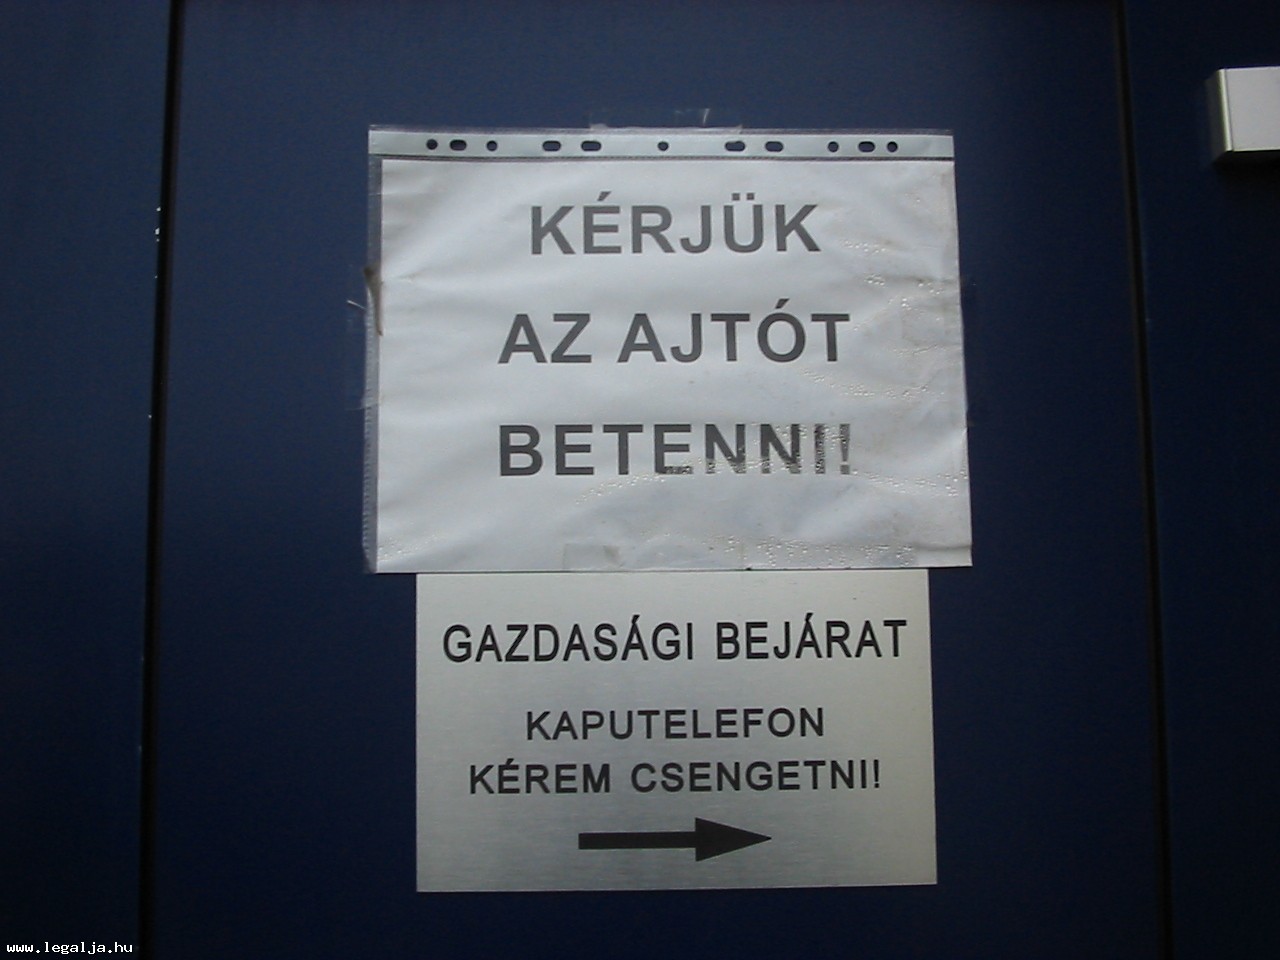 KÉRJÜK
AZ AJTÓT
BETENNI!
GAZDASÁGI BEJÁRAT
KAPUTELEFON
KÉREM CSENGETNI!
www.legalja.hu